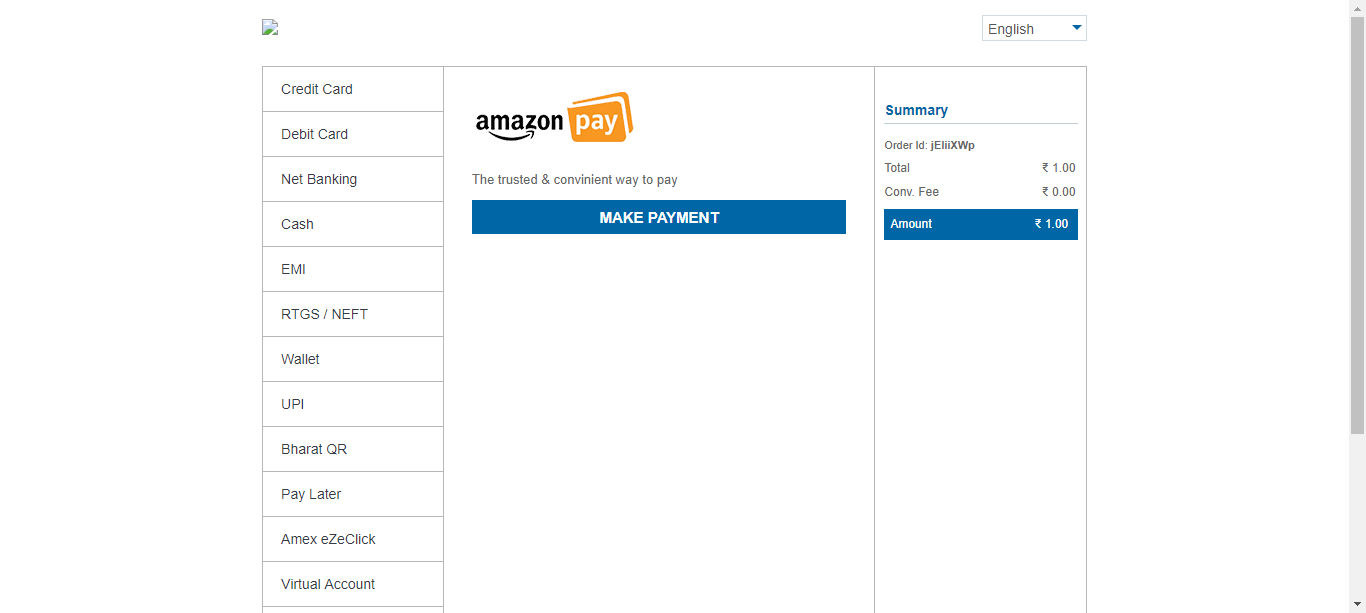 English
Credit Card
Debit Card
Net Banking
Cash
EMI
RTGS / NEFT
Wallet
UPI
Bharat QR
Pay Later
Amex eZeClick
Virtual Account
amazon pay
The trusted & convinient way to pay
MAKE PAYMENT
Summary
Order Id: jEIiiXWp
Total ₹ 1.00
Conv. Fee ₹ 0.00
Amount ₹ 1.00